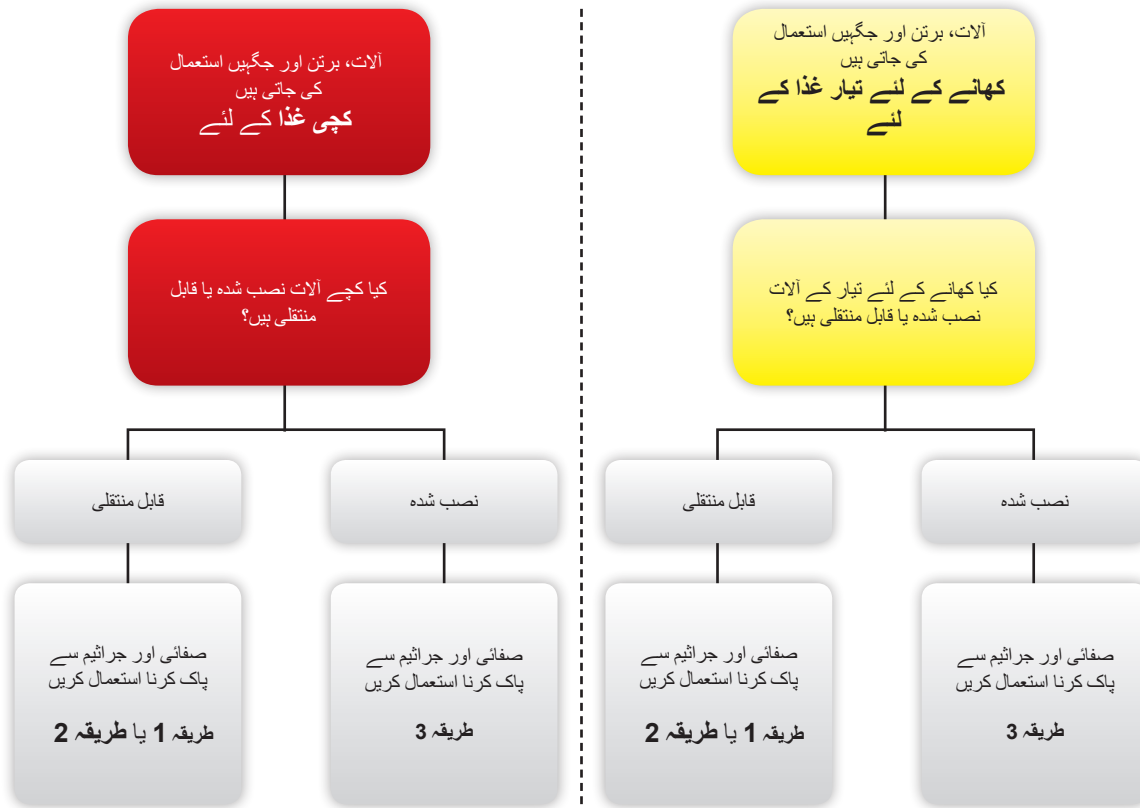 آلات، برتن اور جگہیں استعمال
کی جاتی ہیں
کھانے کے لئے تیار غذا کے
لئے
کیا کھانے کے لئے تیار کے آلات
نصب شدہ یا قابل منتقلی ہیں؟
نصب شدہ
قابل منتقلی
صفائی اور جراثیم سے
پاک کرنا استعمال کریں
طریقہ 3
صفائی اور جراثیم سے
پاک کرنا استعمال کریں
طریقہ 1 یا طریقہ 2
آلات، برتن اور جگہیں استعمال
کی جاتی ہیں
کچی غذا کے لئے
کیا کچے آلات نصب شدہ یا قابل
منتقلی ہیں؟
نصب شدہ
قابل منتقلی
صفائی اور جراثیم سے
پاک کرنا استعمال کریں
طریقہ 3
صفائی اور جراثیم سے
پاک کرنا استعمال کریں
طریقہ 1 یا طریقہ 2